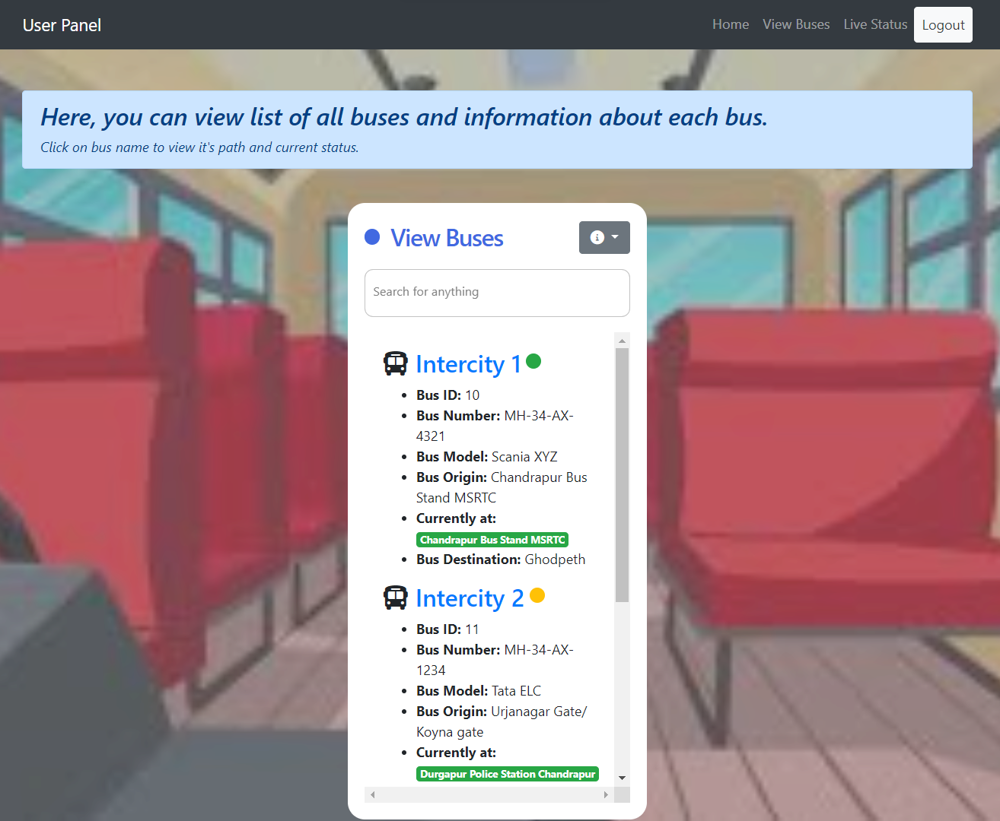 User Panel
Home View Buses Live Status Logout
Here, you can view list of all buses and information about each bus.
Click on bus name to view it's path and current status.
View Buses
Search for anything
Intercity 1
Bus ID: 10
Bus Number: MH-34-AX-
4321
Bus Model: Scania XYZ
Bus Origin: Chandrapur Bus
Stand MSRTC
Currently at:
Chandrapur Bus Stand MSRTC
Bus Destination: Ghodpeth
Intercity 2
Bus ID: 11
Bus Number: MH-34-AX-
1234
Bus Model: Tata ELC
Bus Origin: Urjanagar Gate/
Koyna gate
Currently at:
Durgapur Police Station Chandrapur